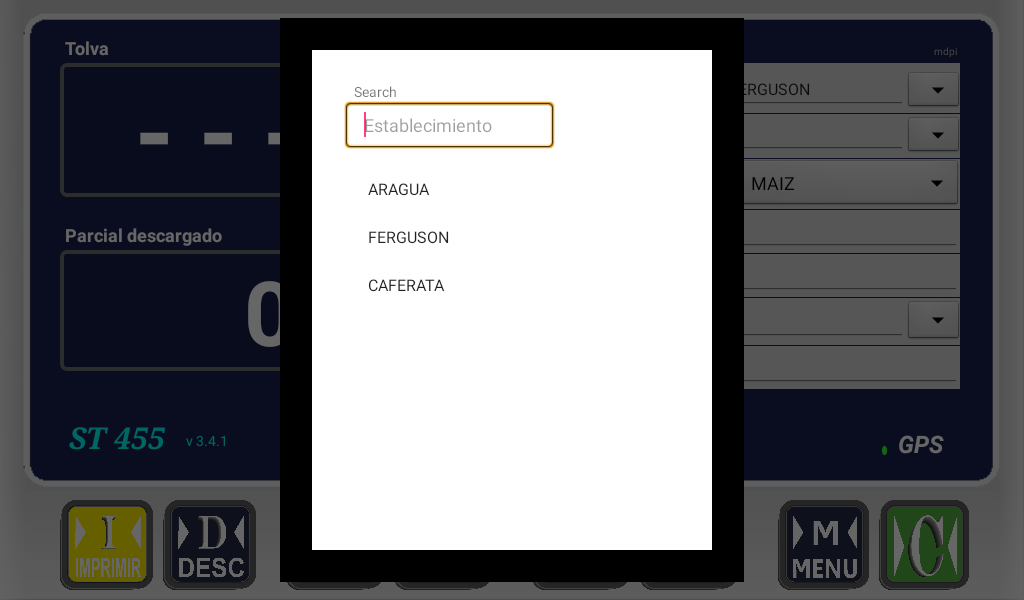 Tolva
mdpi
- - -
ERGUSON
MAIZ
Parcial descargado
0
ST 455
v 3.4.1
GPS
Search
Establecimiento
ARAGUA
FERGUSON
CAFERATA
I
IMPRIMIR
D
DESC
M
MENU
C